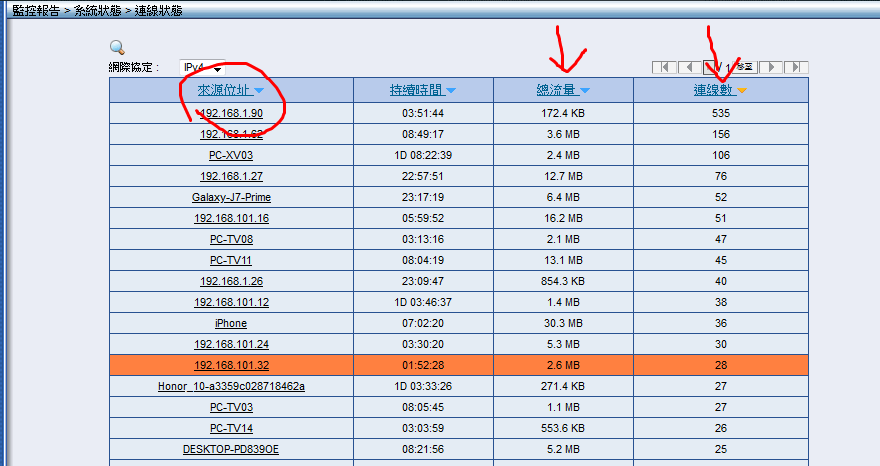 監控報告 > 系統狀態 > 連線狀態
網際協定： IPv4 / 1 移至
來源位址 持續時間 總流量 連線數
192.168.1.90 03:51:44 172.4 KB 535
192.168.1.62 08:49:17 3.6 MB 156
PC-XV03 1D 08:22:39 2.4 MB 106
192.168.1.27 22:57:51 12.7 MB 76
Galaxy-J7-Prime 23:17:19 6.4 MB 52
192.168.101.16 05:59:52 16.2 MB 51
PC-TV08 03:13:16 2.1 MB 47
PC-TV11 08:04:19 13.1 MB 45
192.168.1.26 23:09:47 854.3 KB 40
192.168.101.12 1D 03:46:37 1.4 MB 38
iPhone 07:02:20 30.3 MB 36
192.168.101.24 03:30:20 5.3 MB 30
192.168.101.32 01:52:28 2.6 MB 28
Honor_10-a3359c028718462a 1D 03:33:26 271.4 KB 27
PC-TV03 08:05:45 1.1 MB 27
PC-TV14 03:03:59 553.6 KB 26
DESKTOP-PD839OE 08:21:56 5.2 MB 25